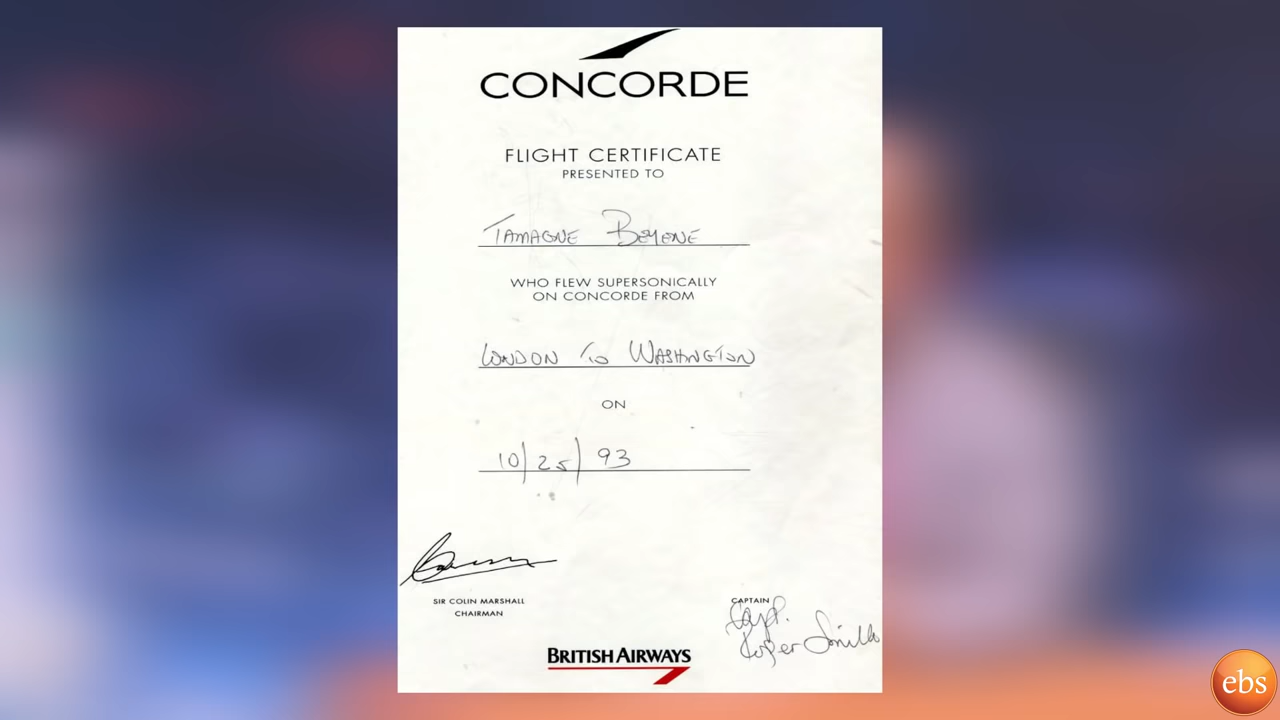 CONCORDE
FLIGHT CERTIFICATE
PRESENTED TO
TAMAGNE BEYENE
WHO FLEW SUPERSONICALLY
ON CONCORDE FROM
LONDON TO WASHINGTON
ON
10/25/93
SIR COLIN MARSHALL
CHAIRMAN
CAPTAIN
Capt.
Roger
BRITISH AIRWAYS
ebs